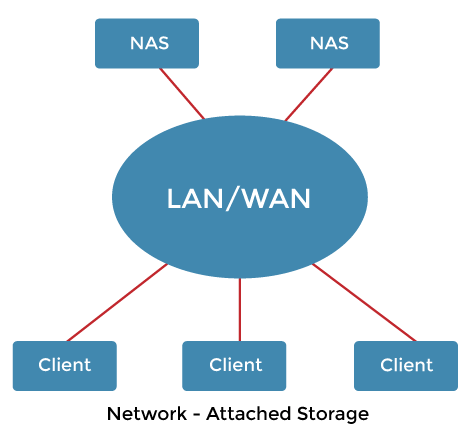 NAS
NAS
LAN/WAN
Client
Client
Client
Network - Attached Storage